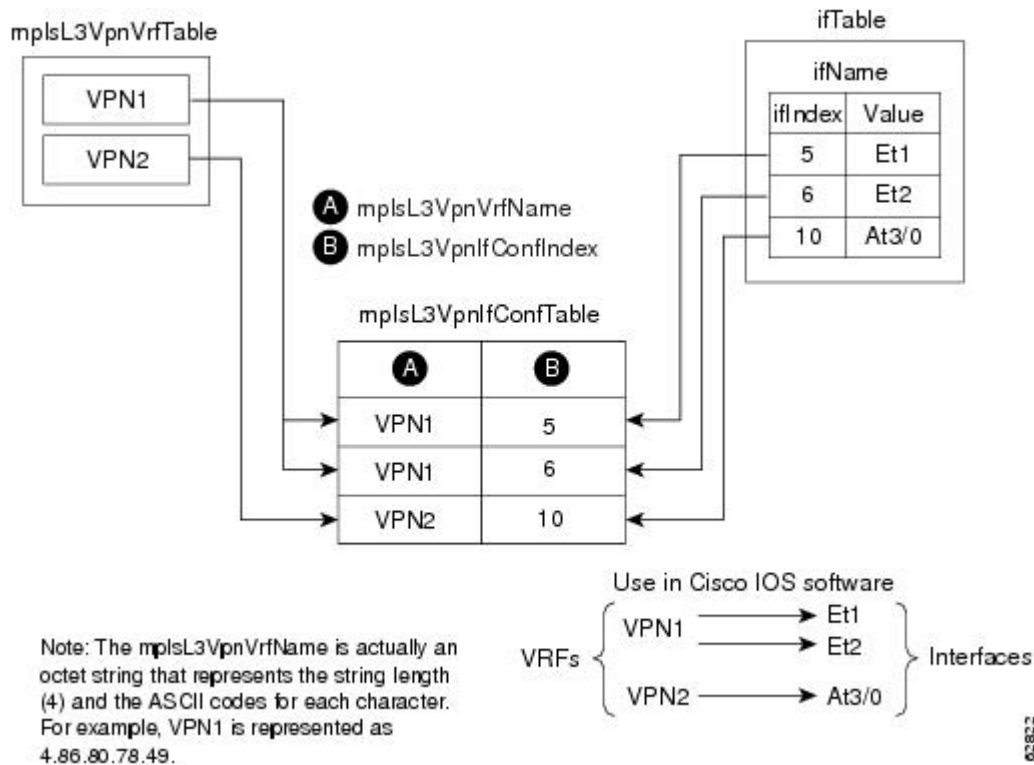 mplsL3VpnVrfTable
VPN1
VPN2
ifTable
ifName
ifIndex Value
5 Et1
6 Et2
10 At3/0
A mplsL3VpnVrfName
B mplsL3VpnIfConfIndex
mplsL3VpnIfConfTable
A B
VPN1 5
VPN1 6
VPN2 10
Use in Cisco IOS software
VRFs
VPN1
Et1
Et2
VPN2
At3/0
Interfaces
Note: The mplsL3VpnVrfName is actually an
octet string that represents the string length
(4) and the ASCII codes for each character.
For example, VPN1 is represented as
4.86.80.78.49.
62822